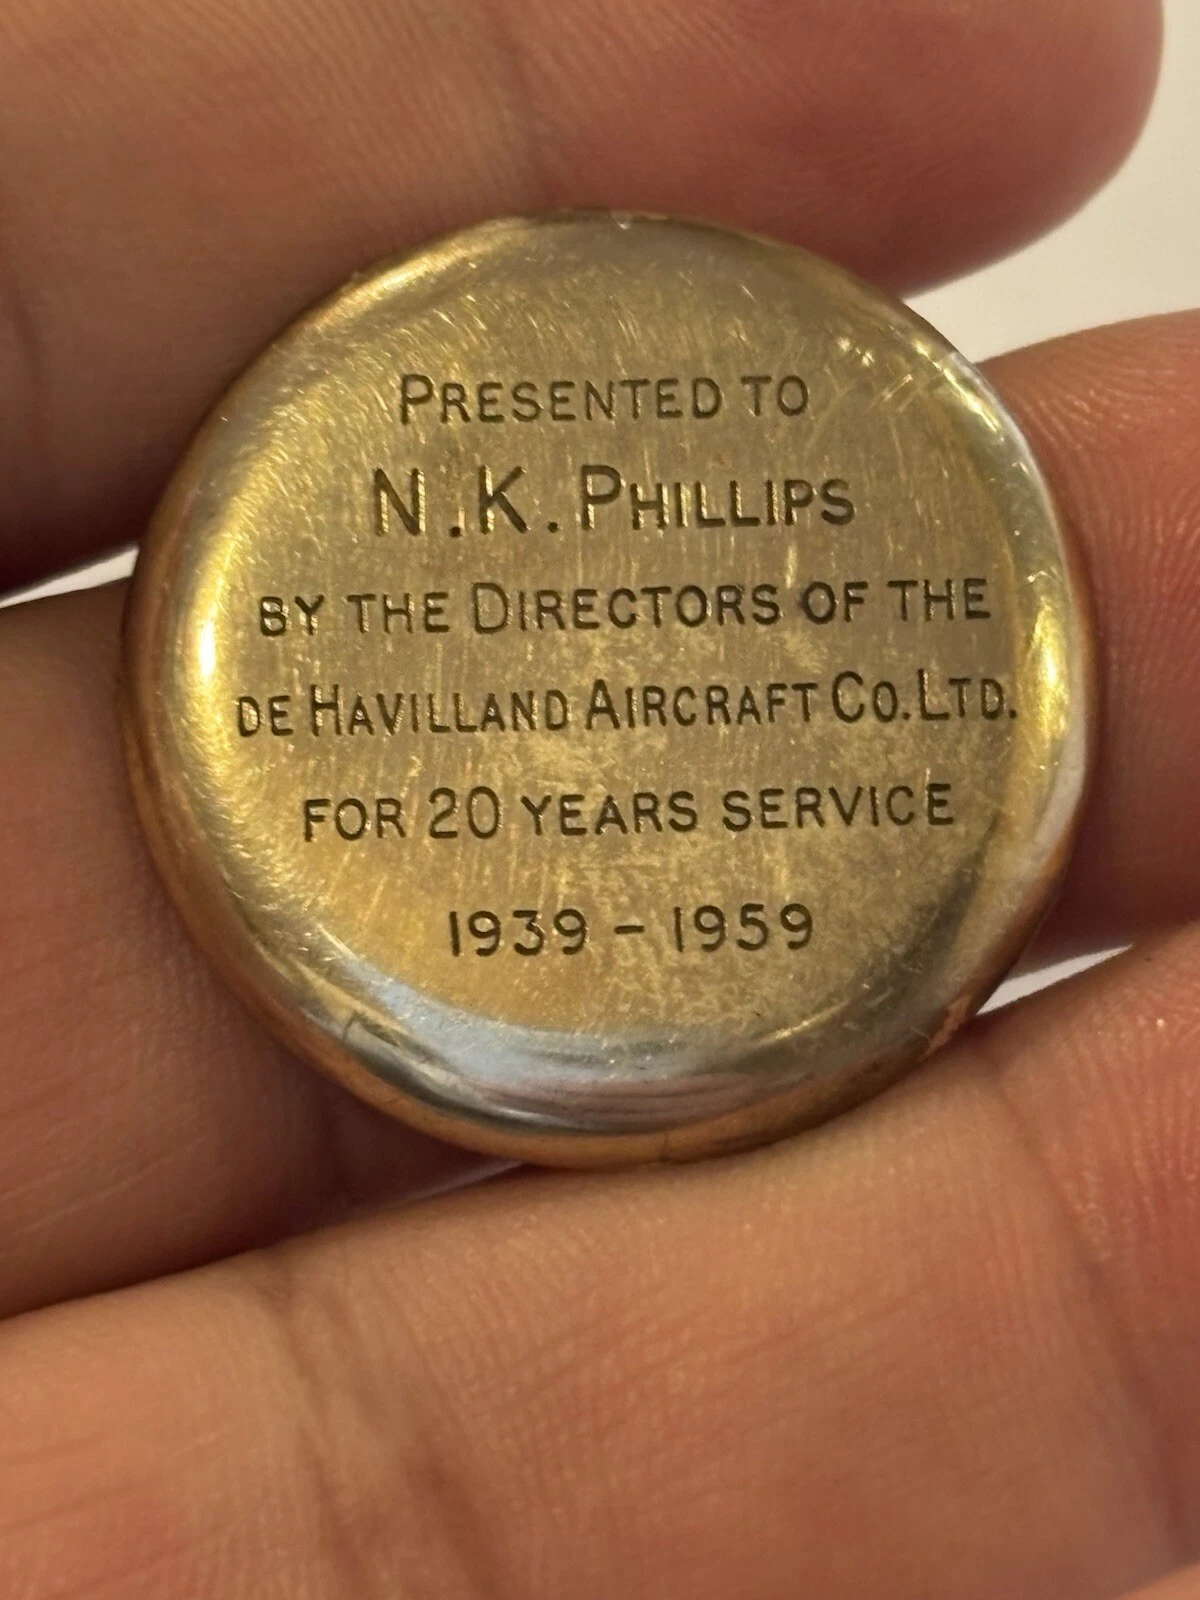 PRESENTED TO
N.K. PHILLIPS
BY THE DIRECTORS OF THE
DE HAVILLAND AIRCRAFT CO. LTD.
FOR 20 YEARS SERVICE
1939 - 1959